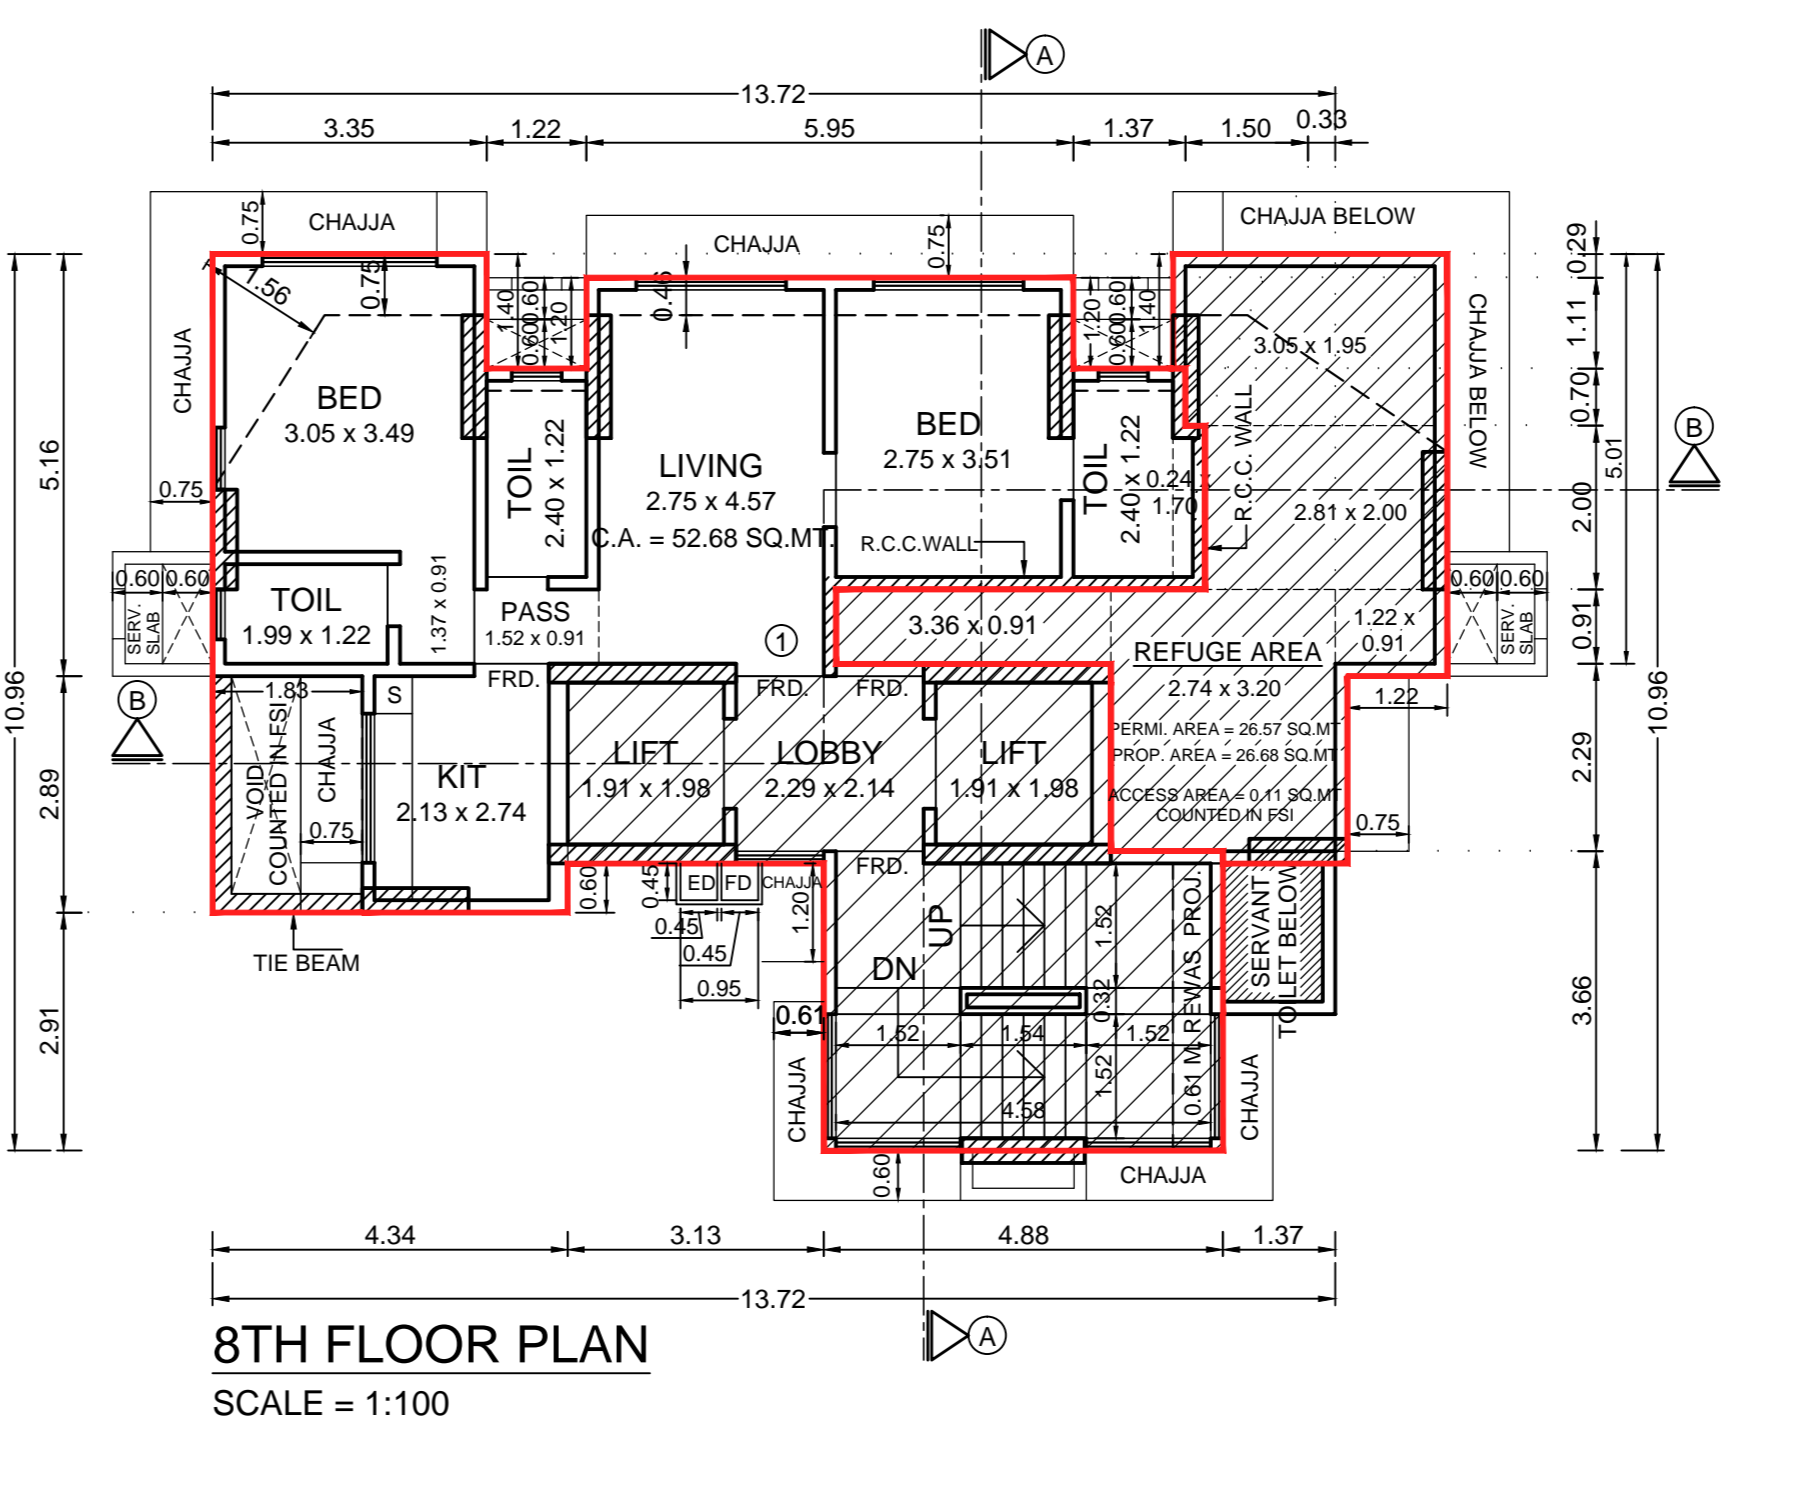 A
13.72
3.35
1.22
5.95
1.37
1.50
0.33
CHAJJA
0.75
CHAJJA
0.75
CHAJJA BELOW
0.29
1.56
0.75
0.46
1.40
0.60
0.60
1.20
1.20
0.60
0.60
1.40
1.11
CHAJJA
CHAJJA BELOW
3.05 x 1.95
BED
3.05 x 3.49
0.70
R.C.C. WALL
BED
2.75 x 3.51
B
5.16
5.01
LIVING
2.75 x 4.57
TOIL
2.40 x 1.22
TOIL
2.40 x 1.22
0.24 x
1.70
0.75
2.81 x 2.00
2.00
C.A. = 52.68 SQ.MT.
R.C.C.WALL
0.60
0.60
0.60
0.60
SERV.
SLAB
TOIL
1.99 x 1.22
1.37 x 0.91
PASS
1.52 x 0.91
1
3.36 x 0.91
1.22 x
0.91
SERV.
SLAB
0.91
REFUGE AREA
2.74 x 3.20
10.96
10.96
B
1.83
S
FRD.
FRD.
FRD.
1.22
PERMI. AREA = 26.57 SQ.MT
PROP. AREA = 26.68 SQ.MT
ACCESS AREA = 0.11 SQ.MT
COUNTED IN FSI
VOID
COUNTED IN FSI
CHAJJA
0.75
KIT
2.13 x 2.74
LIFT
1.91 x 1.98
LOBBY
2.29 x 2.14
LIFT
1.91 x 1.98
2.89
2.29
0.75
0.60
0.45
ED
FD
CHAJJA
FRD.
1.20
0.45
0.45
0.95
TIE BEAM
UP
DN
1.52
0.32
1.52
0.61 M. REWAS PROJ.
SERVANT
TOILET BELOW
2.91
3.66
0.61
1.52
1.54
1.52
4.58
CHAJJA
CHAJJA
0.60
CHAJJA
4.34
3.13
4.88
1.37
13.72
A
8TH FLOOR PLAN
SCALE = 1:100